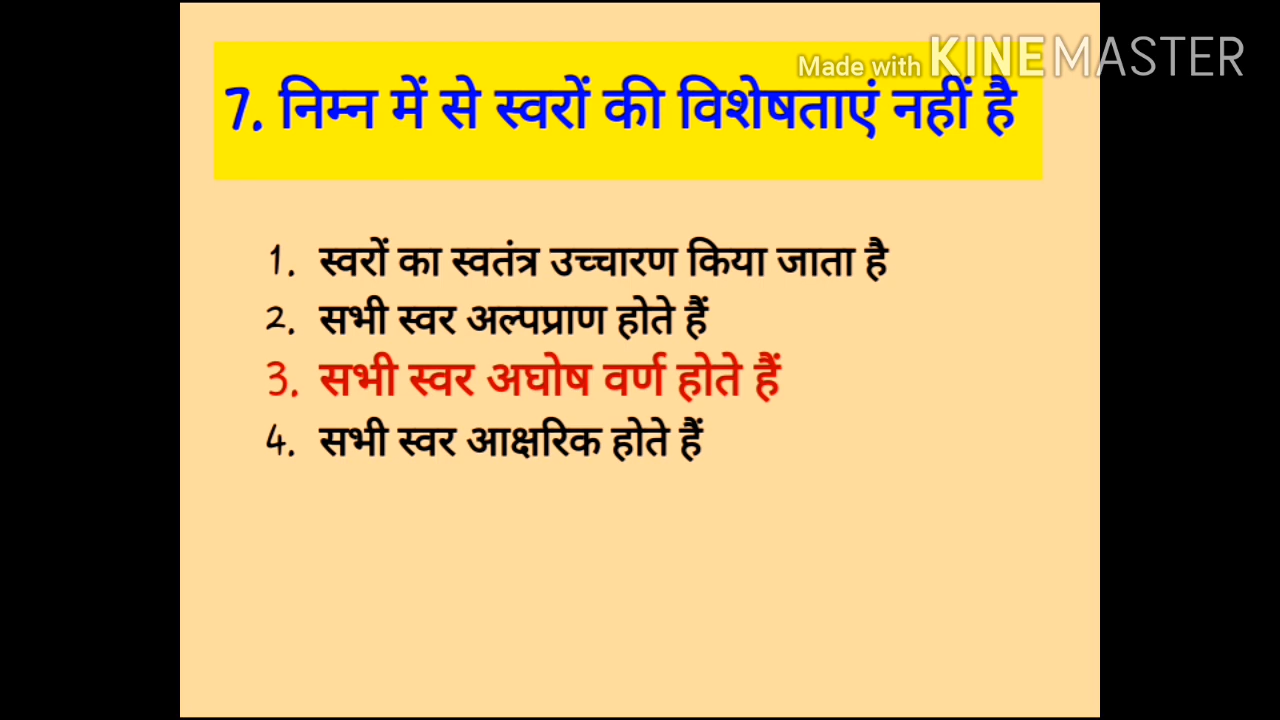 Made with KINEMASTER
7. निम्न में से स्वरों की विशेषताएं नहीं है
1. स्वरों का स्वतंत्र उच्चारण किया जाता है
2. सभी स्वर अल्पप्राण होते हैं
3. सभी स्वर अघोष वर्ण होते हैं
4. सभी स्वर आक्षरिक होते हैं